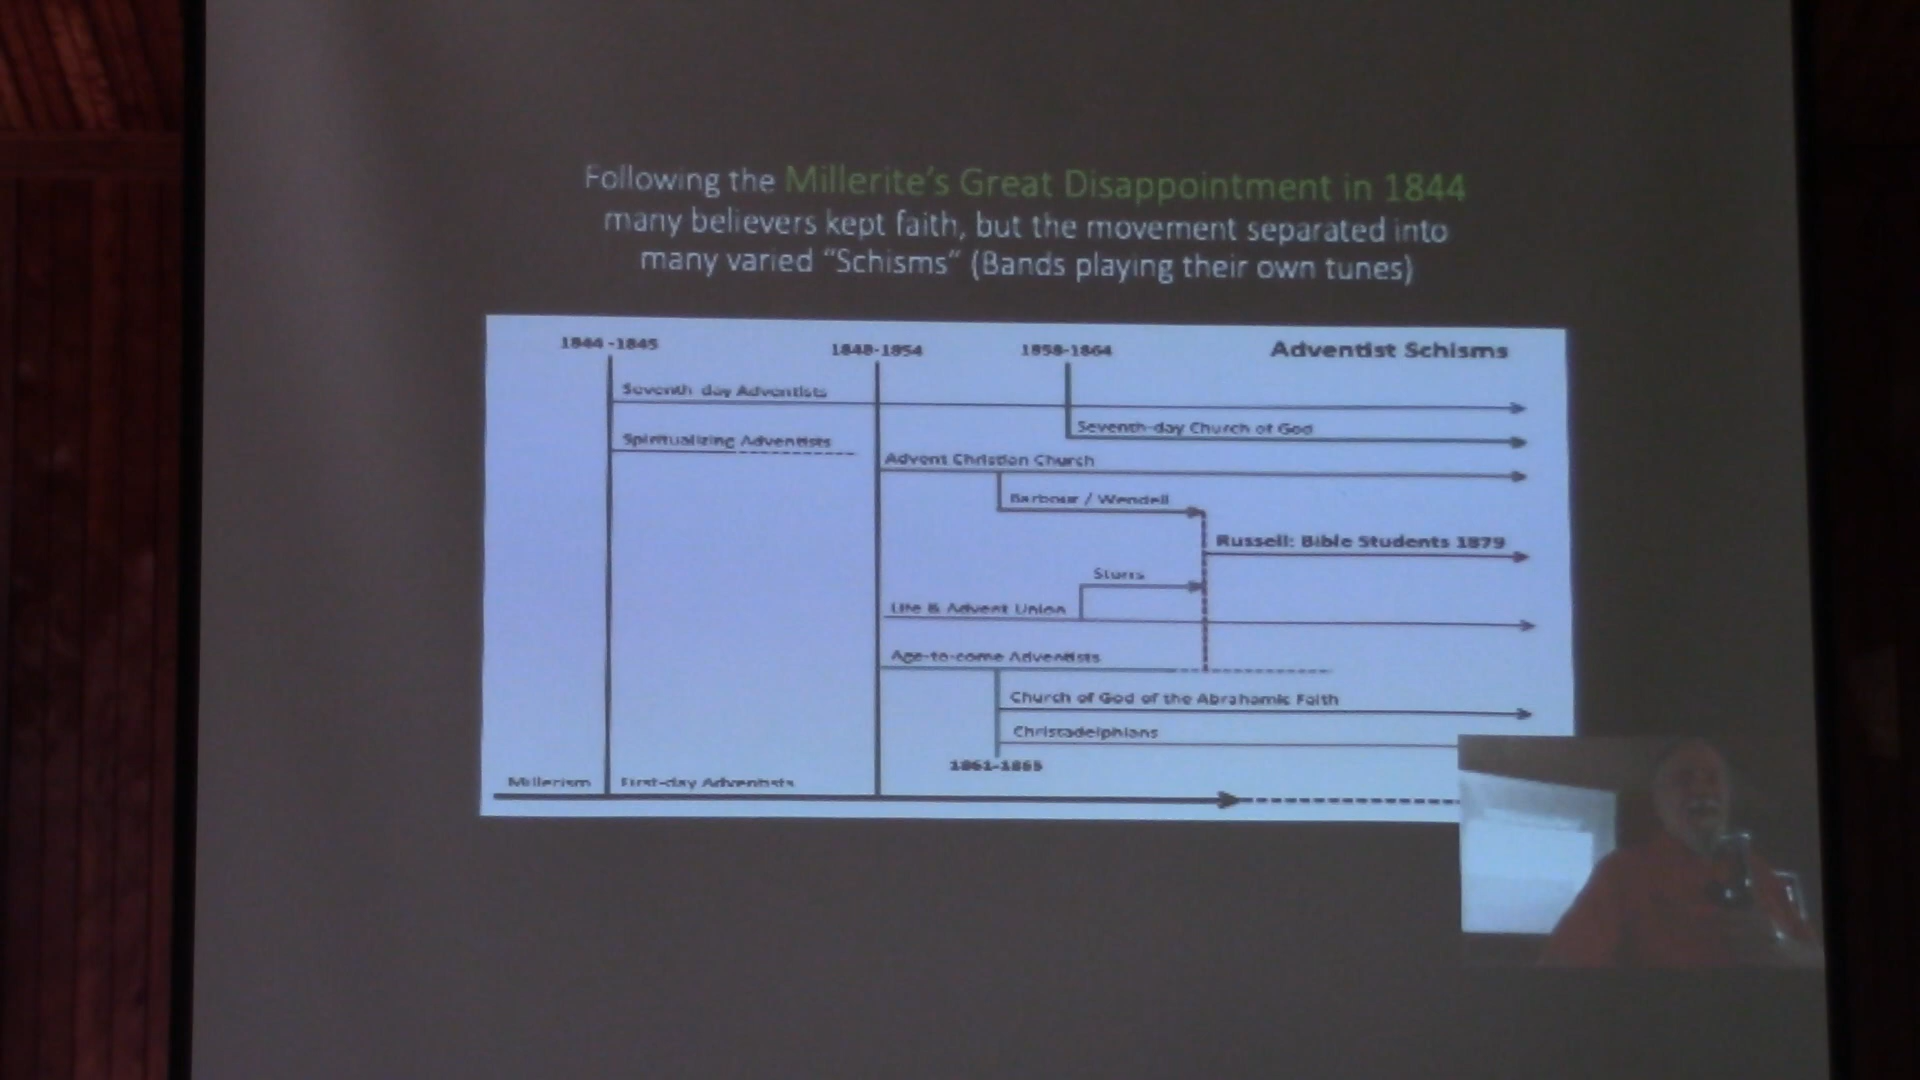 Following the Millerite's Great Disappointment in 1844
many believers kept faith, but the movement separated into
many varied "Schisms" (Bands playing their own tunes)
1844 -1845
1848-1854
1858-1864
Adventist Schisms
Seventh-day Adventists
Seventh-day Church of God
Spiritualizing Adventists
Advent Christian Church
Barbour / Wendell
Russell: Bible Students 1879
Storrs
Life & Advent Union
Age-to-come Adventists
Church of God of the Abrahamic Faith
Christadelphians
1861-1865
Millerism
First-day Adventists